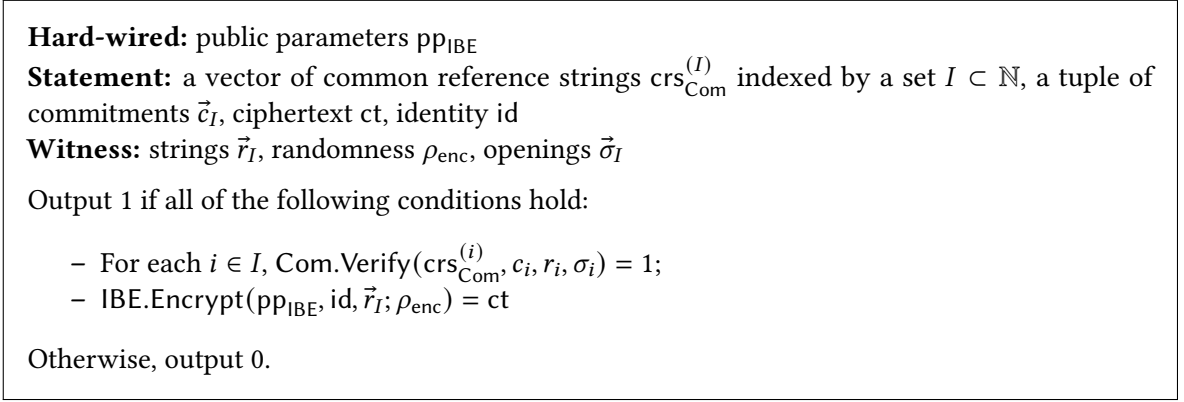 Hard-wired: public parameters pp_IBE
Statement: a vector of common reference strings crs_Com^(I) indexed by a set I ⊂ ℕ, a tuple of
commitments c⃗_I, ciphertext ct, identity id
Witness: strings r⃗_I, randomness ρ_enc, openings σ⃗_I
Output 1 if all of the following conditions hold:
– For each i ∈ I, Com.Verify(crs_Com^(i), c_i, r_i, σ_i) = 1;
– IBE.Encrypt(pp_IBE, id, r⃗_I; ρ_enc) = ct
Otherwise, output 0.